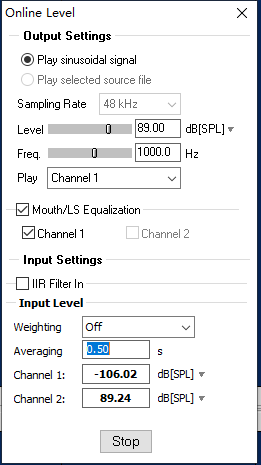 Online Level
Output Settings
Play sinusoidal signal
Play selected source file
Sampling Rate 48 kHz
Level 89.00 dB[SPL]
Freq. 1000.0 Hz
Play Channel 1
Mouth/LS Equalization
Channel 1 Channel 2
Input Settings
IIR Filter In
Input Level
Weighting Off
Averaging 0.50 s
Channel 1: -106.02 dB[SPL]
Channel 2: 89.24 dB[SPL]
Stop